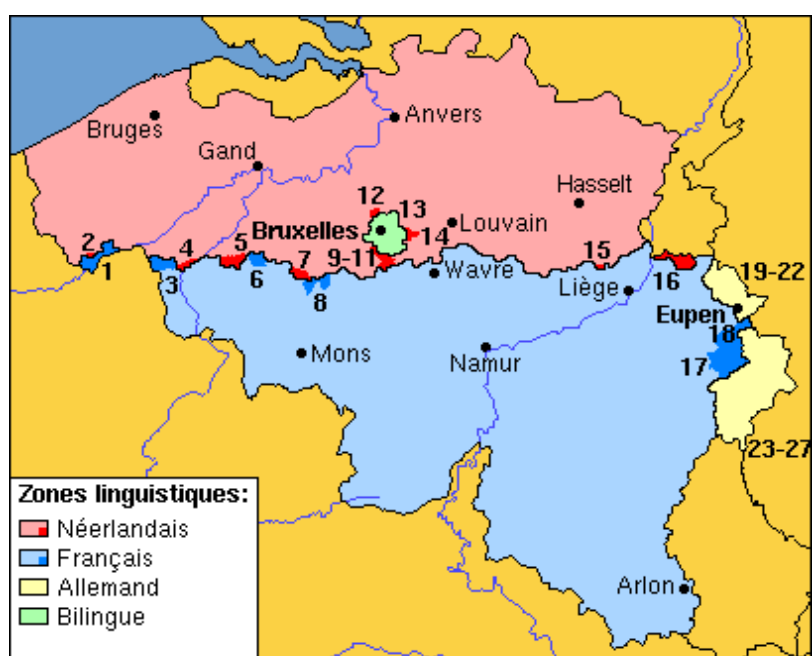 Bruges
Anvers
Gand
Hasselt
12
13
Bruxelles
Louvain
14
2
1
3
4
5
6
7
9-11
8
Wavre
15
16
Liège
19-22
Eupen
18
17
Mons
Namur
23-27
Arlon
Zones linguistiques:
Néerlandais
Français
Allemand
Bilingue